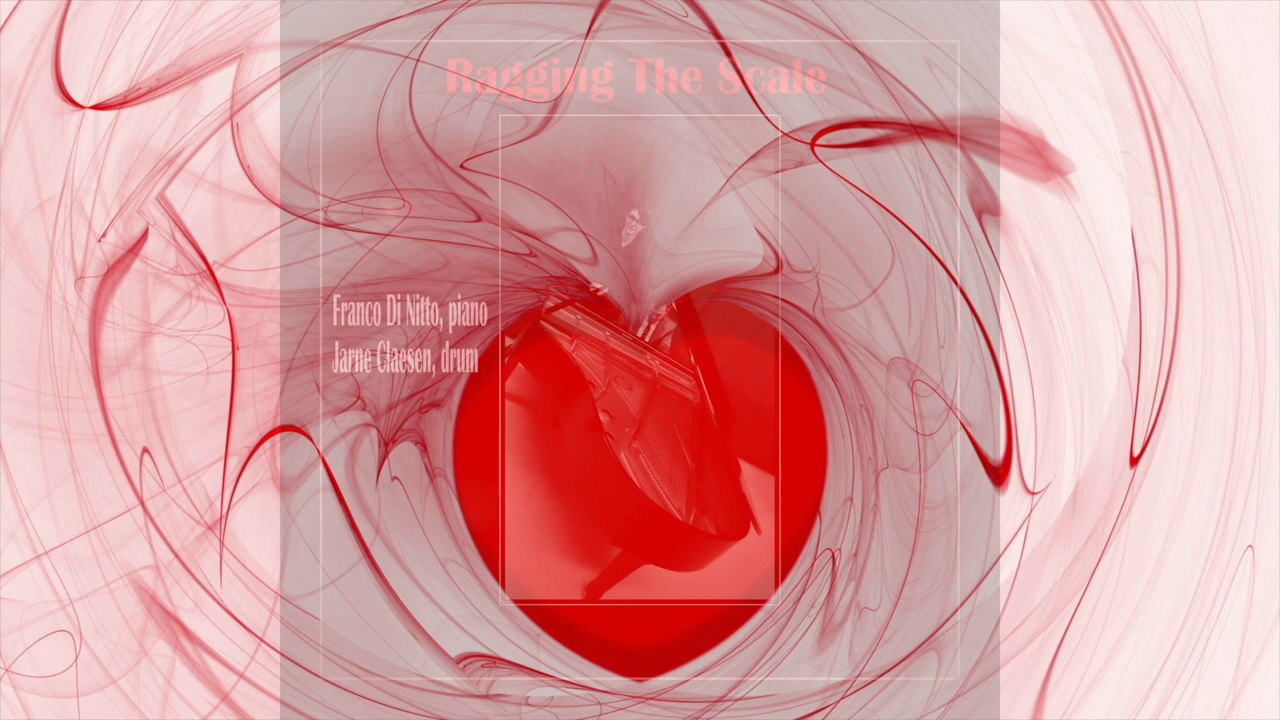 Ragging The Scale
Franco Di Nitto, piano
Jarne Claesen, drum